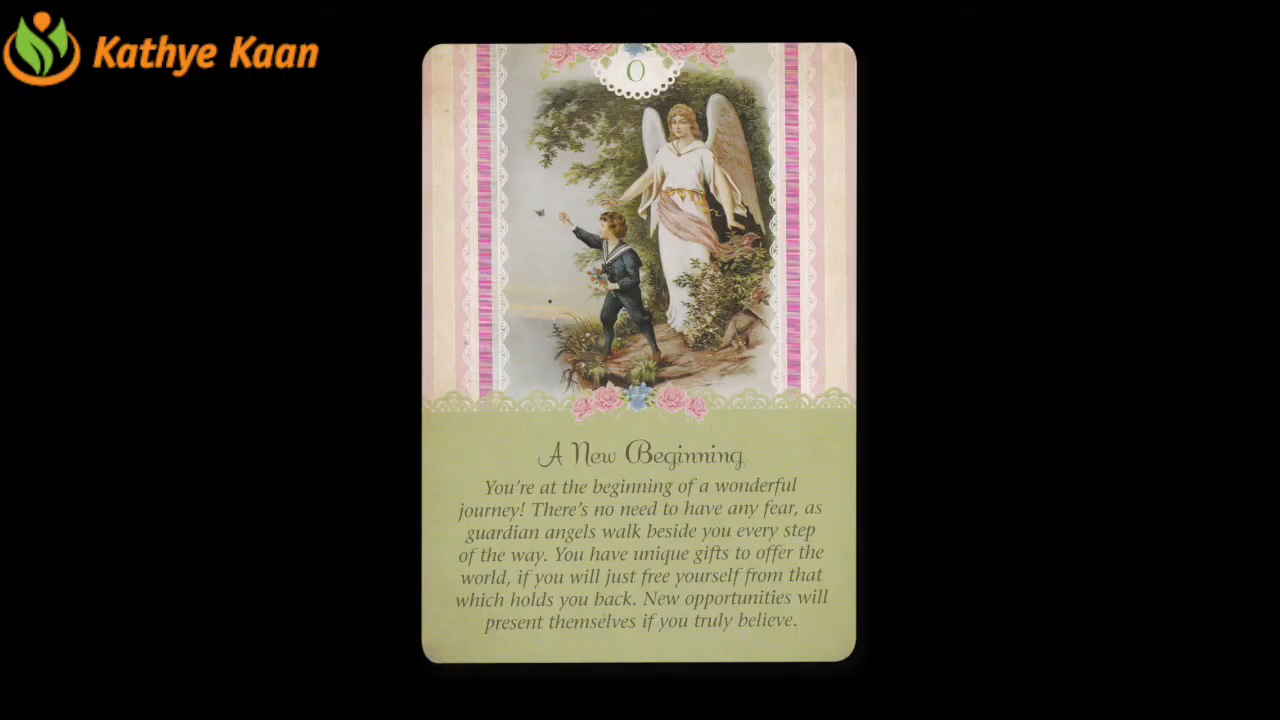 Kathye Kaan
0
A New Beginning
You're at the beginning of a wonderful
journey! There's no need to have any fear, as
guardian angels walk beside you every step
of the way. You have unique gifts to offer the
world, if you will just free yourself from that
which holds you back. New opportunities will
present themselves if you truly believe.